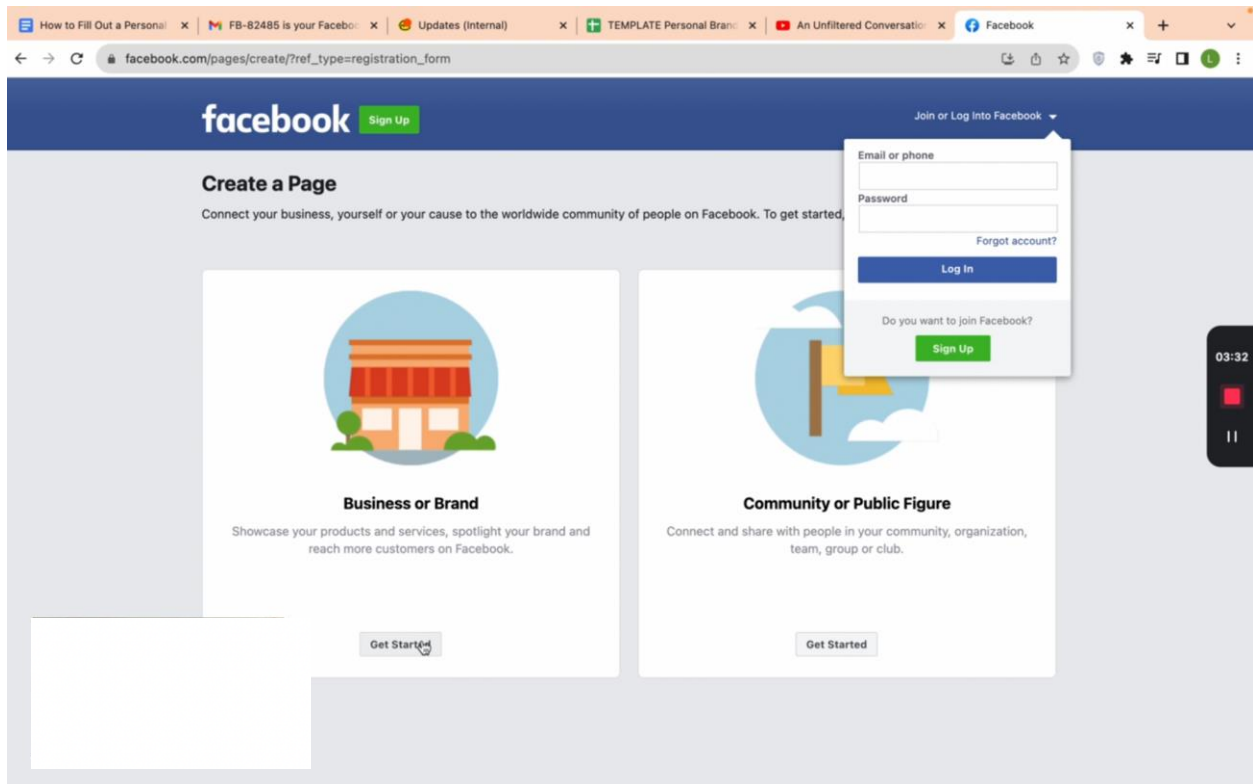 How to Fill Out a Personal
FB-82485 is your Faceboo
Updates (Internal)
TEMPLATE Personal Brand
An Unfiltered Conversation
Facebook
facebook.com/pages/create/?ref_type=registration_form
L
facebook
Sign Up
Join or Log Into Facebook
Email or phone
Password
Forgot account?
Log In
Do you want to join Facebook?
Sign Up
Create a Page
Connect your business, yourself or your cause to the worldwide community of people on Facebook. To get started,
Business or Brand
Showcase your products and services, spotlight your brand and
reach more customers on Facebook.
Get Started
Community or Public Figure
Connect and share with people in your community, organization,
team, group or club.
Get Started
03:32